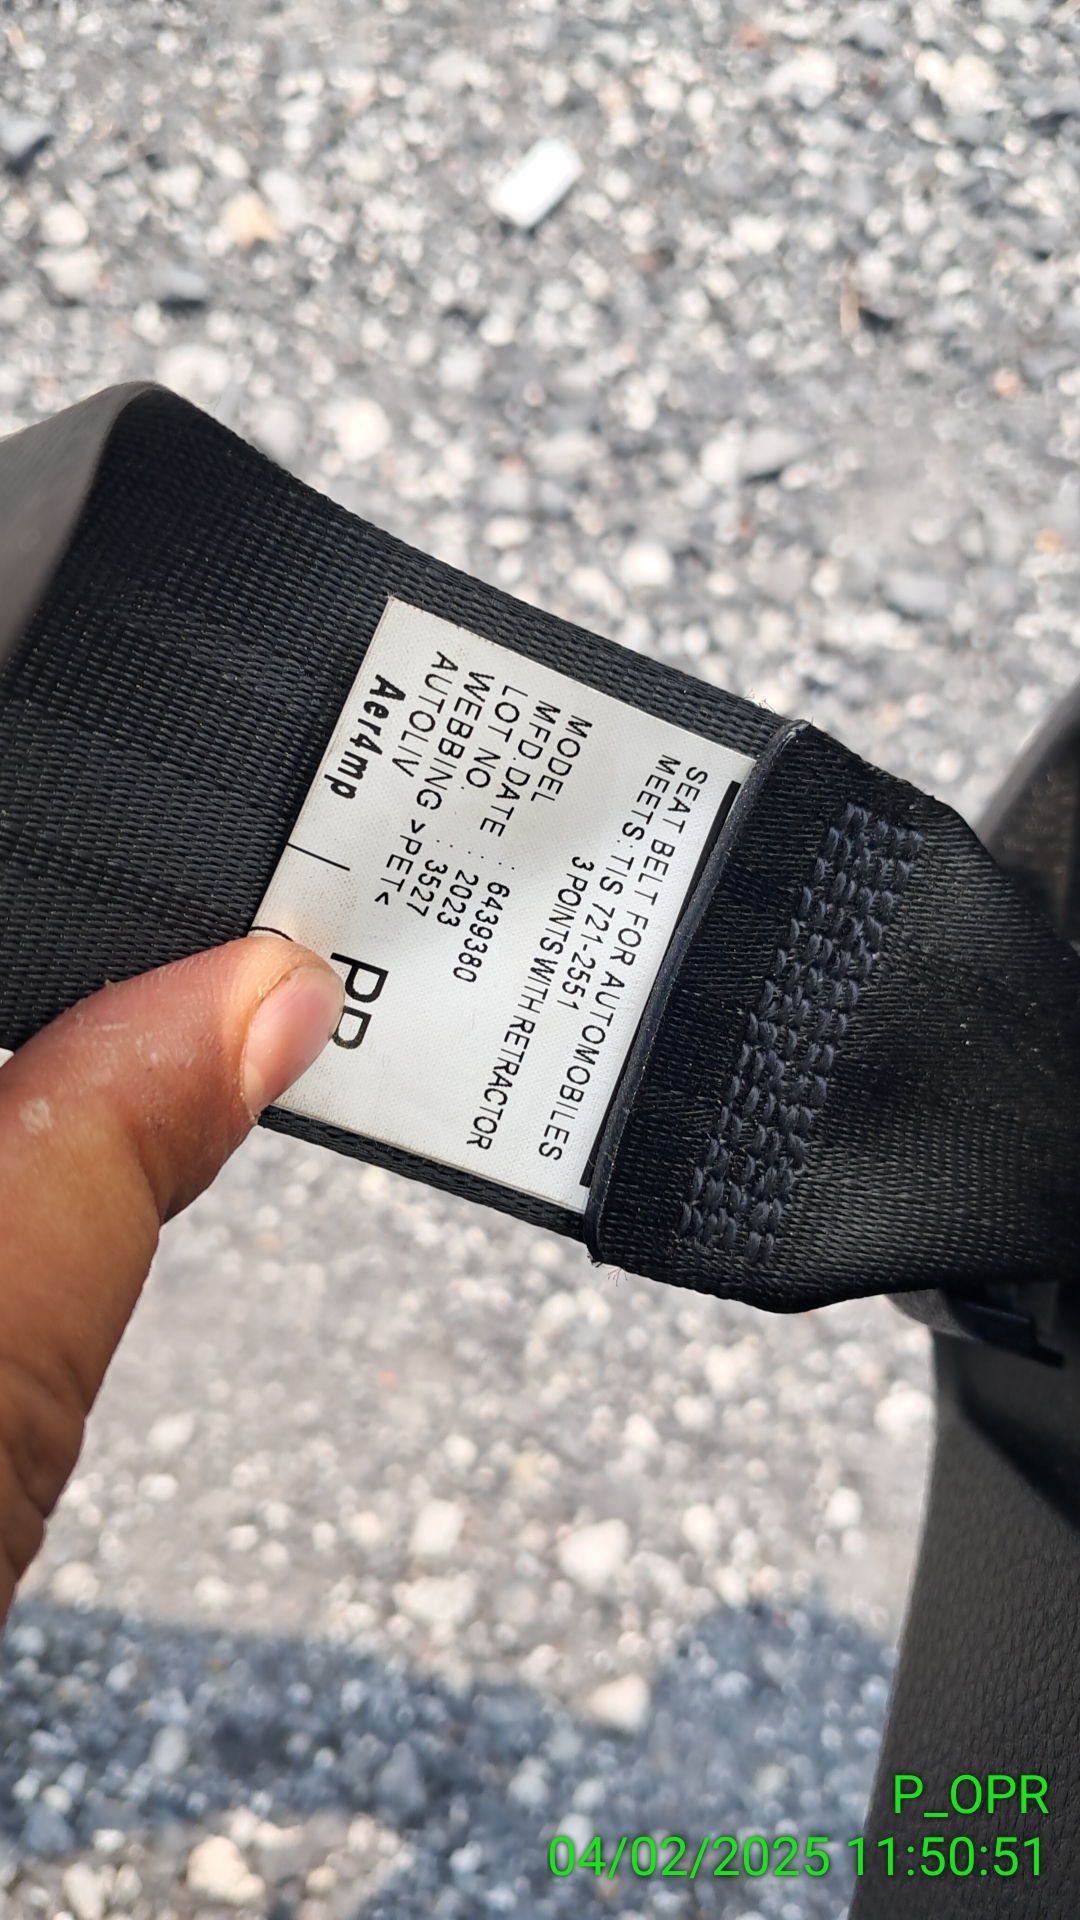 SEAT BELT FOR AUTOMOBILES
MEETS:TIS 721-2551
3 POINTS WITH RETRACTOR
MODEL : 6439380
MFD.DATE : 2023
LOT NO. : 3527
WEBBING >PET<
AUTOLIV
Aer4mp
P_OPR
04/02/2025 11:50:51